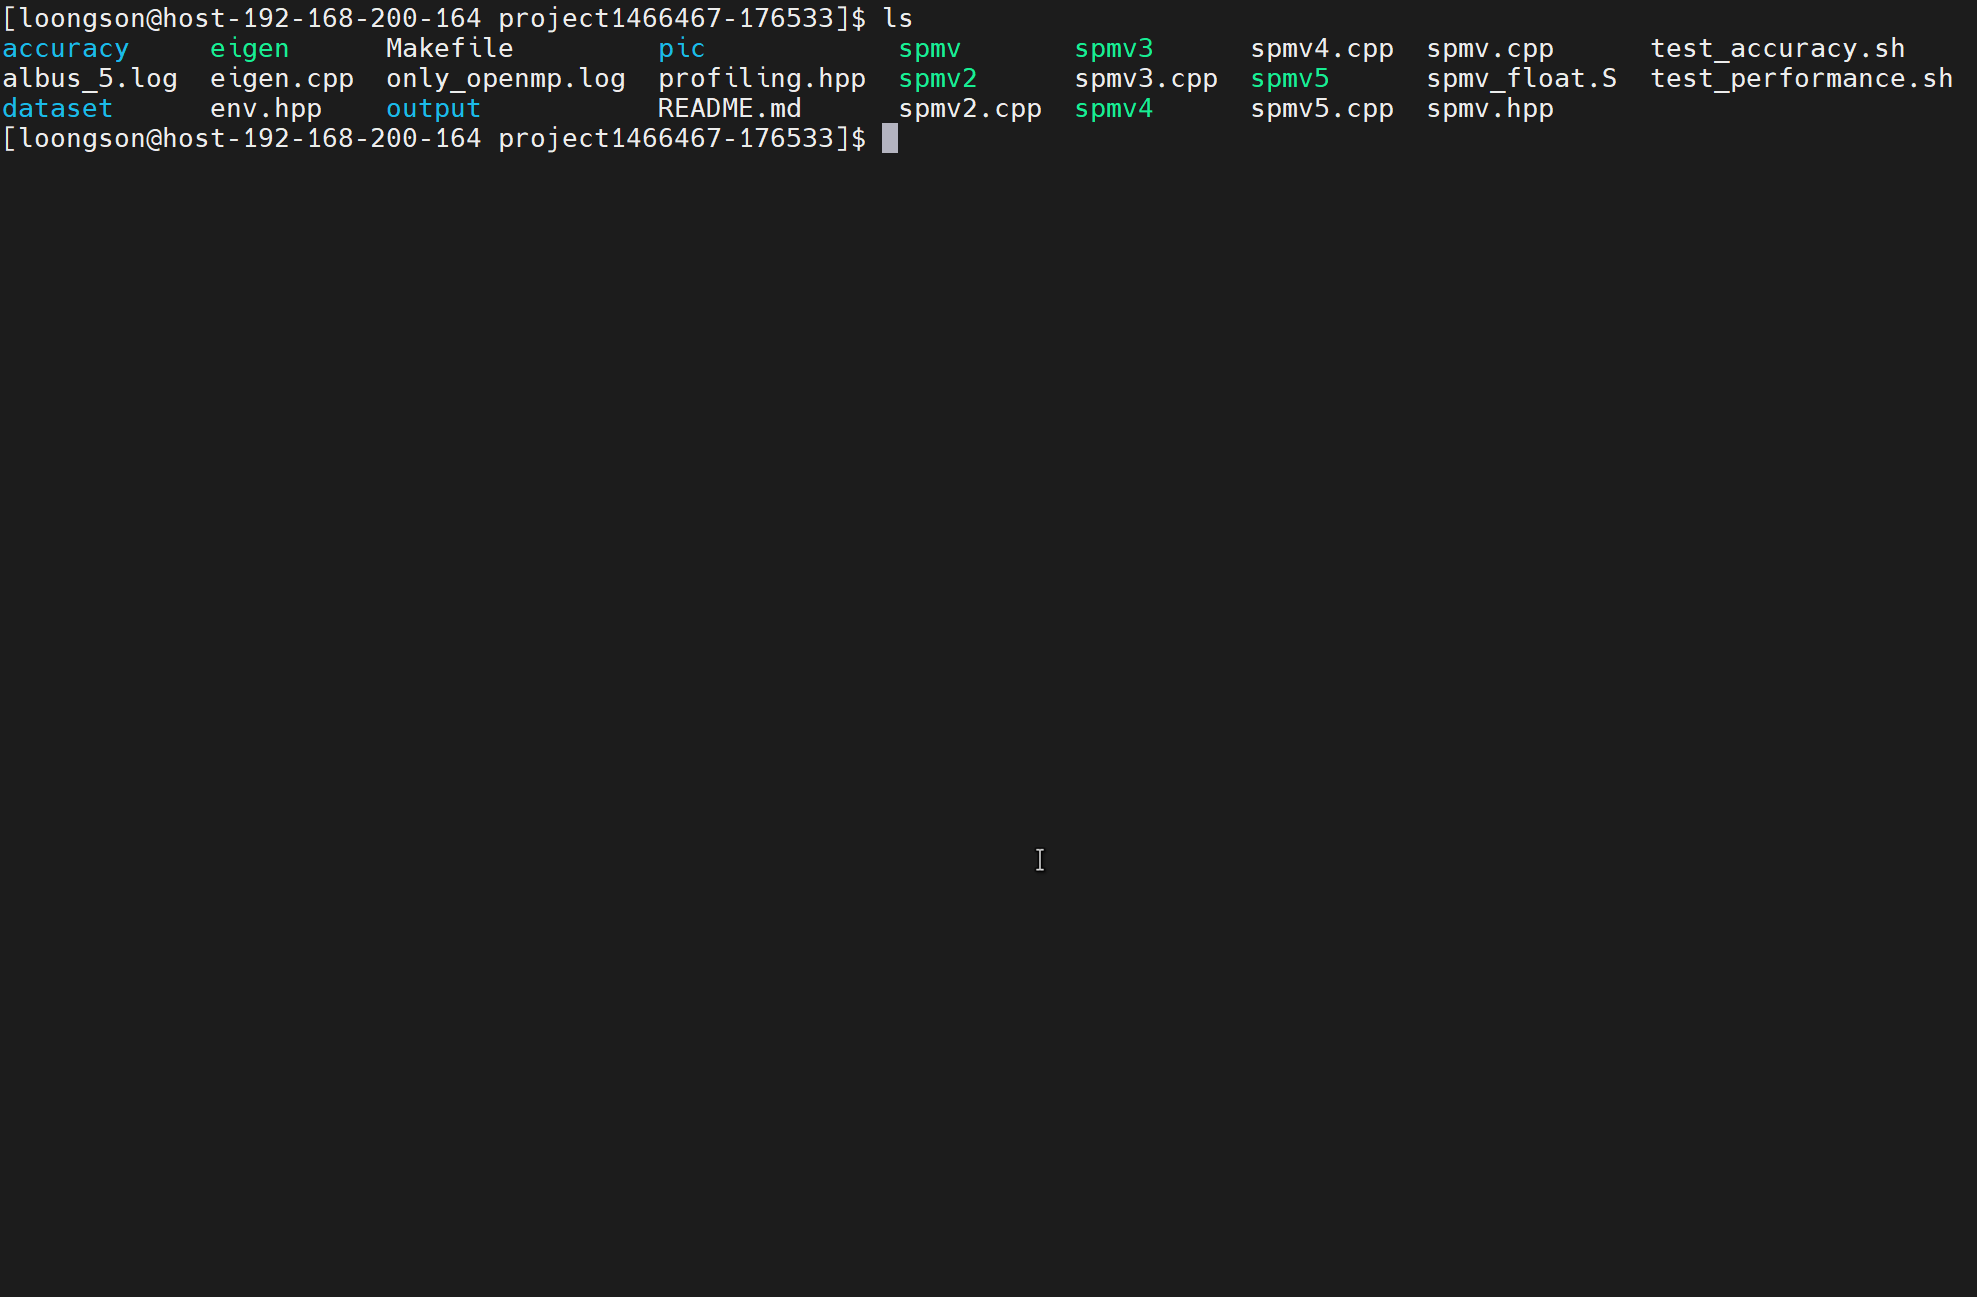 [loongson@host-192-168-200-164 project1466467-176533]$ ls
accuracy     eigen      Makefile         pic            spmv       spmv3      spmv4.cpp  spmv.cpp      test_accuracy.sh
albus_5.log  eigen.cpp  only_openmp.log  profiling.hpp  spmv2      spmv3.cpp  spmv5      spmv_float.S  test_performance.sh
dataset      env.hpp    output           README.md      spmv2.cpp  spmv4      spmv5.cpp  spmv.hpp
[loongson@host-192-168-200-164 project1466467-176533]$